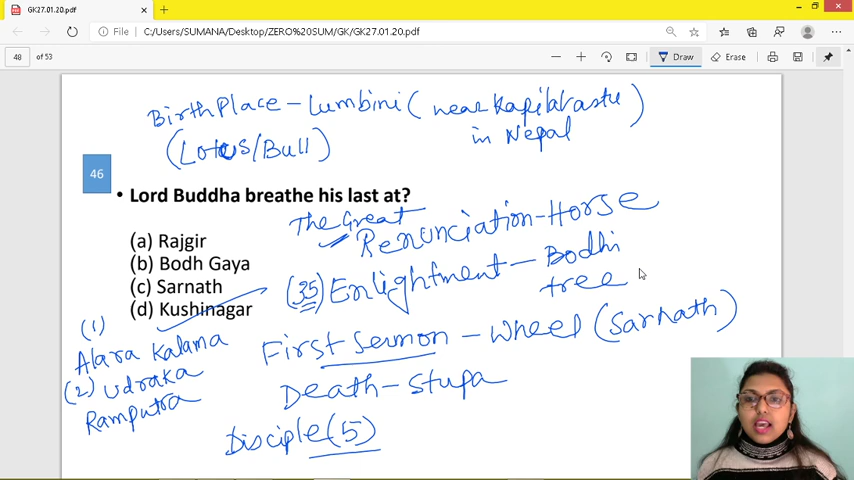 GK27.01.20.pdf
C:/Users/SUMANA/Desktop/ZERO%20SUM/GK/GK27.01.20.pdf
48 of 53
Draw
Erase
BirthPlace - Lumbini ( near Kapilavastu )
in Nepal
(Lotus/Bull)
46
• Lord Buddha breathe his last at?
The Great
Renunciation-Horse
(a) Rajgir
(b) Bodh Gaya
(c) Sarnath
(d) Kushinagar
(35) Enlightment - Bodhi
tree
(1)
Alara Kalama
(2) Udraka
Ramputra
First Sermon - Wheel (Sarnath)
Death - Stupa
Disciple (5)